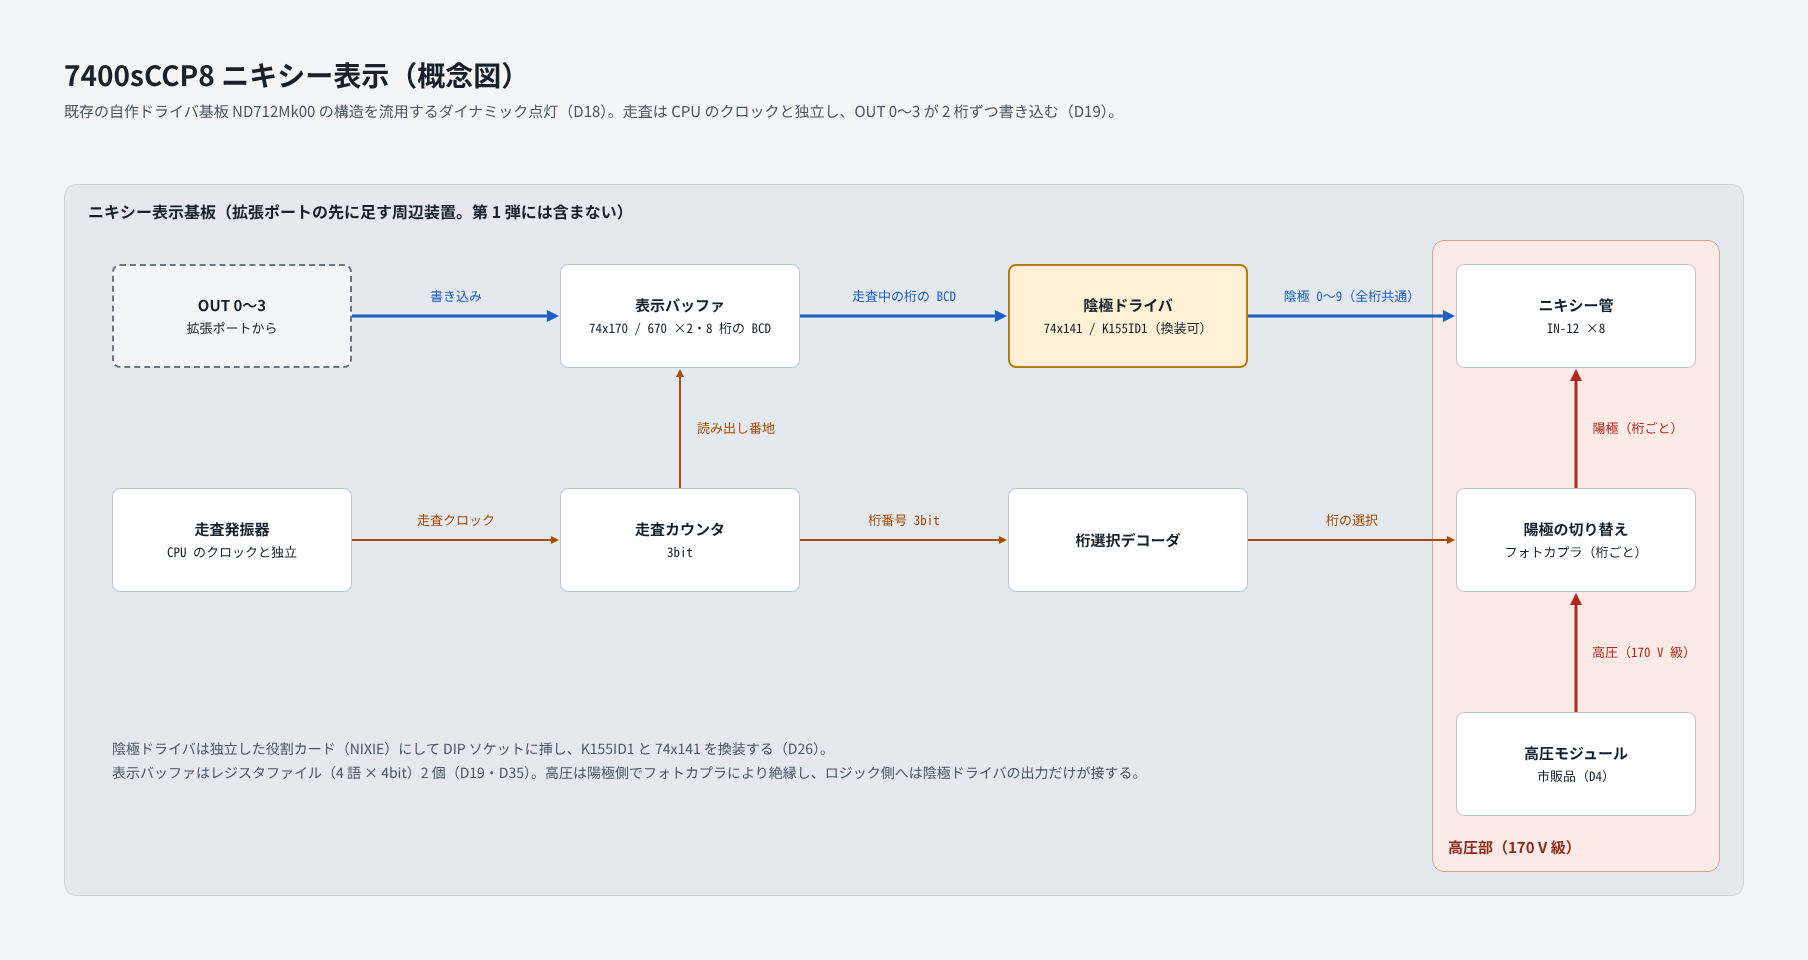 7400sCCP8 ニキシー表示（概念図）
既存の自作ドライバ基板 ND712Mk00 の構造を流用するダイナミック点灯（D18）。走査は CPU のクロックと独立し、OUT 0〜3 が 2 桁ずつ書き込む（D19）。
ニキシー表示基板（拡張ポートの先に足す周辺装置。第 1 弾には含まない）
OUT 0〜3
拡張ポートから
書き込み
表示バッファ
74x170 / 670 ×2・8 桁の BCD
走査中の桁の BCD
陰極ドライバ
74x141 / K155ID1（換装可）
陰極 0〜9（全桁共通）
ニキシー管
IN-12 ×8
読み出し番地
陽極（桁ごと）
走査発振器
CPU のクロックと独立
走査クロック
走査カウンタ
3bit
桁番号 3bit
桁選択デコーダ
桁の選択
陽極の切り替え
フォトカプラ（桁ごと）
高圧（170 V 級）
陰極ドライバは独立した役割カード（NIXIE）にして DIP ソケットに挿し、K155ID1 と 74x141 を換装する（D26）。
表示バッファはレジスタファイル（4 語 × 4bit）2 個（D19・D35）。高圧は陽極側でフォトカプラにより絶縁し、ロジック側へは陰極ドライバの出力だけが接する。
高圧モジュール
市販品（D4）
高圧部（170 V 級）